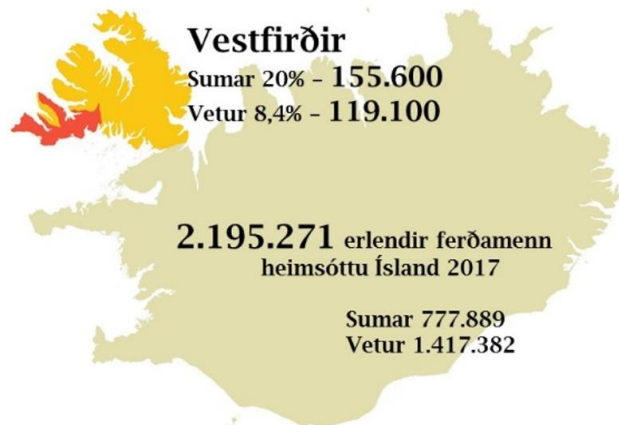 Vestfirðir
Sumar 20% – 155.600
Vetur 8,4% – 119.100
2.195.271 erlendir ferðamenn
heimsóttu Ísland 2017
Sumar 777.889
Vetur 1.417.382